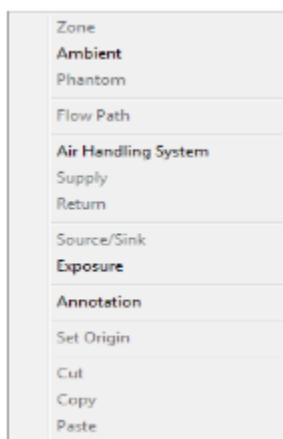 Zone
Ambient
Phantom
Flow Path
Air Handling System
Supply
Return
Source/Sink
Exposure
Annotation
Set Origin
Cut
Copy
Paste